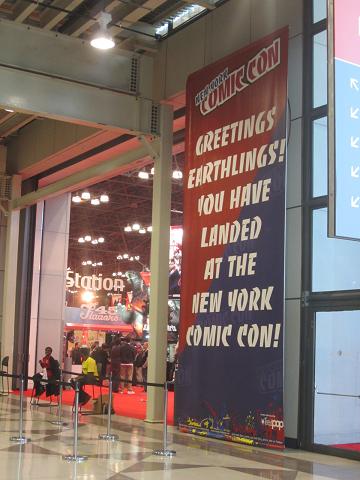 NEW YORK
COMIC CON
GREETINGS
EARTHLINGS!
YOU HAVE
LANDED
AT THE
NEW YORK
COMIC CON!
Station